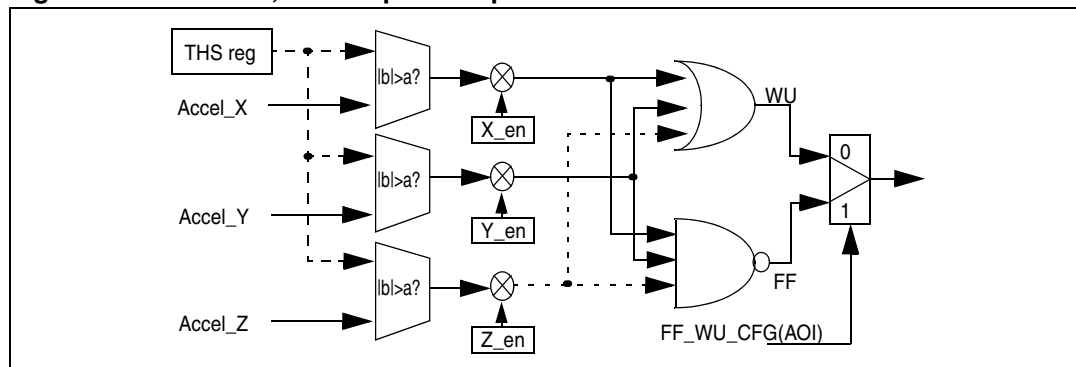 THS reg
|b|>a?
Accel_X
X_en
WU
0
|b|>a?
Accel_Y
Y_en
1
|b|>a?
FF
Accel_Z
Z_en
FF_WU_CFG(AOI)